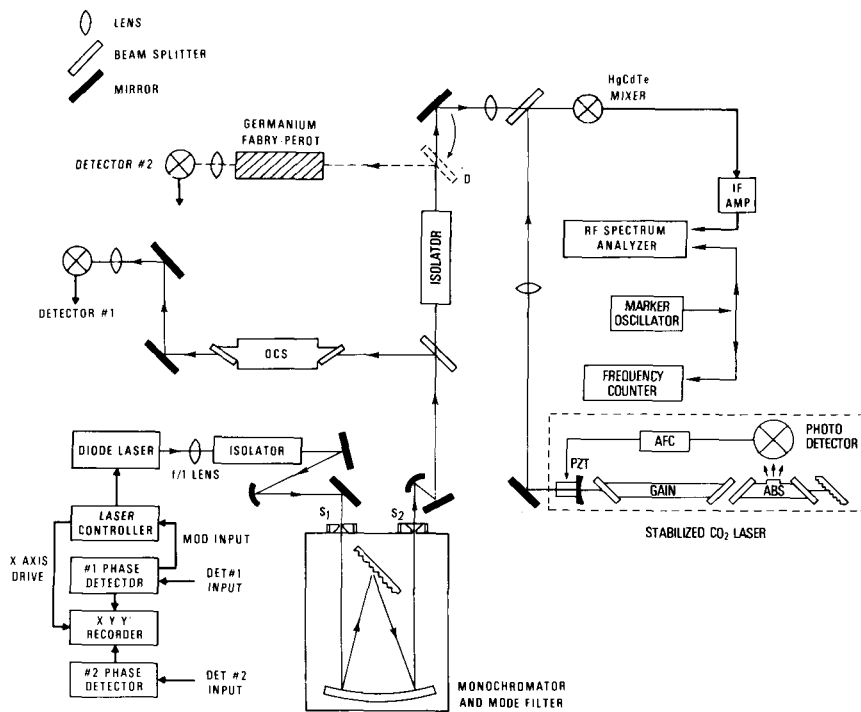 LENS
BEAM SPLITTER
MIRROR
HgCdTe
MIXER
GERMANIUM
FABRY-PEROT
DETECTOR #2
D
IF
AMP
RF SPECTRUM
ANALYZER
ISOLATOR
DETECTOR #1
MARKER
OSCILLATOR
OCS
FREQUENCY
COUNTER
DIODE LASER
f/1 LENS
ISOLATOR
AFC
PHOTO
DETECTOR
PZT
GAIN
ABS
STABILIZED CO2 LASER
LASER
CONTROLLER
X AXIS
DRIVE
MOD INPUT
S1
S2
#1 PHASE
DETECTOR
DET#1
INPUT
X Y Y'
RECORDER
#2 PHASE
DETECTOR
DET #2
INPUT
MONOCHROMATOR
AND MODE FILTER